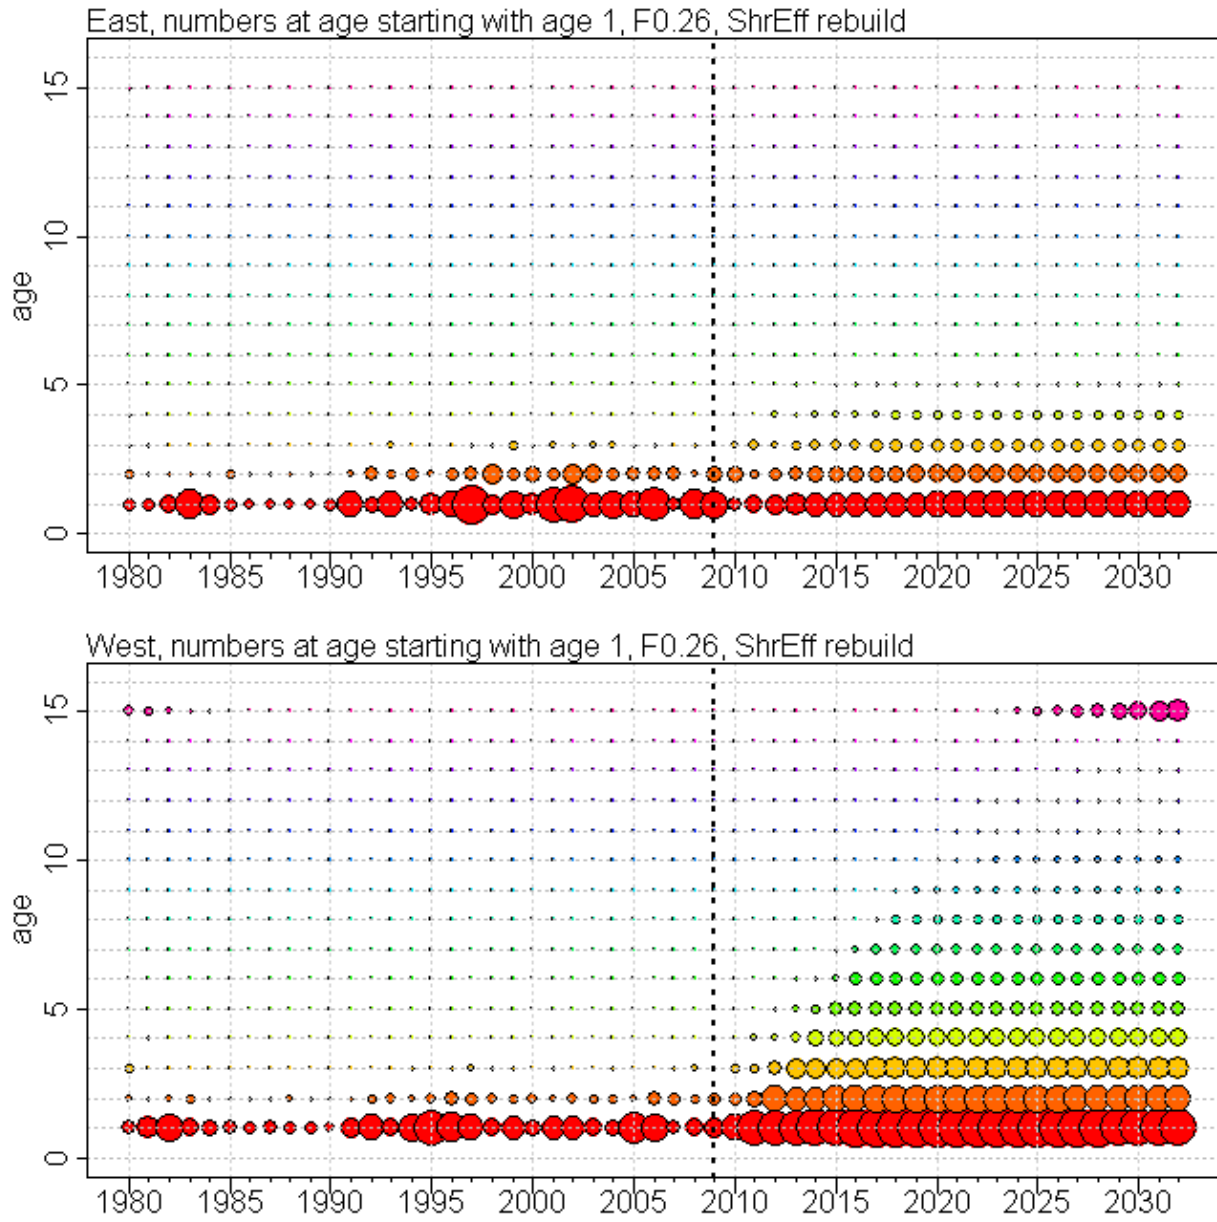 East, numbers at age starting with age 1, F0.26, ShrEff rebuild
15
10
5
0
age
1980 1985 1990 1995 2000 2005 2010 2015 2020 2025 2030
West, numbers at age starting with age 1, F0.26, ShrEff rebuild
15
10
5
0
age
1980 1985 1990 1995 2000 2005 2010 2015 2020 2025 2030